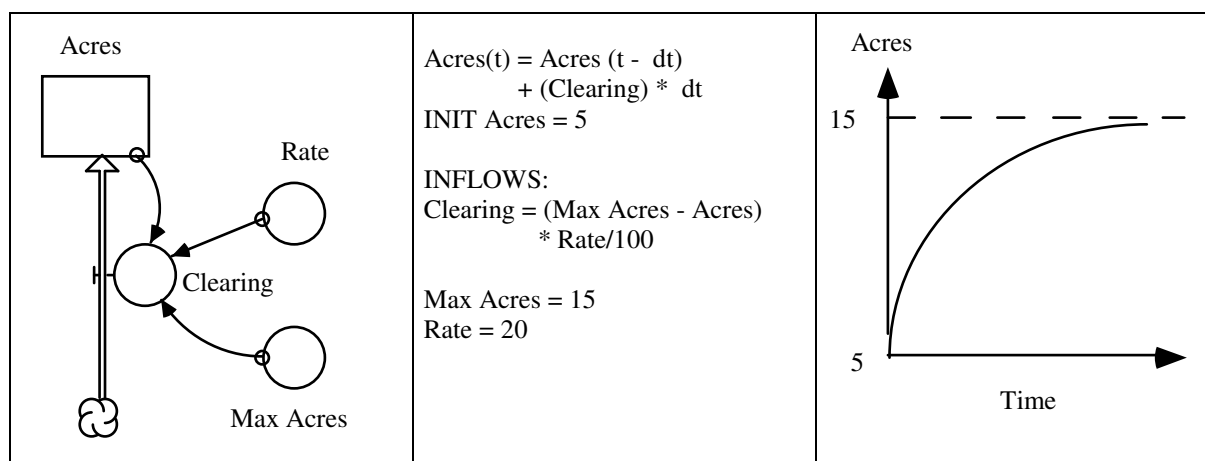 Acres
Rate
Clearing
Max Acres
Acres(t) = Acres (t - dt)
+ (Clearing) * dt
INIT Acres = 5
INFLOWS:
Clearing = (Max Acres - Acres)
* Rate/100
Max Acres = 15
Rate = 20
Acres
15
5
Time